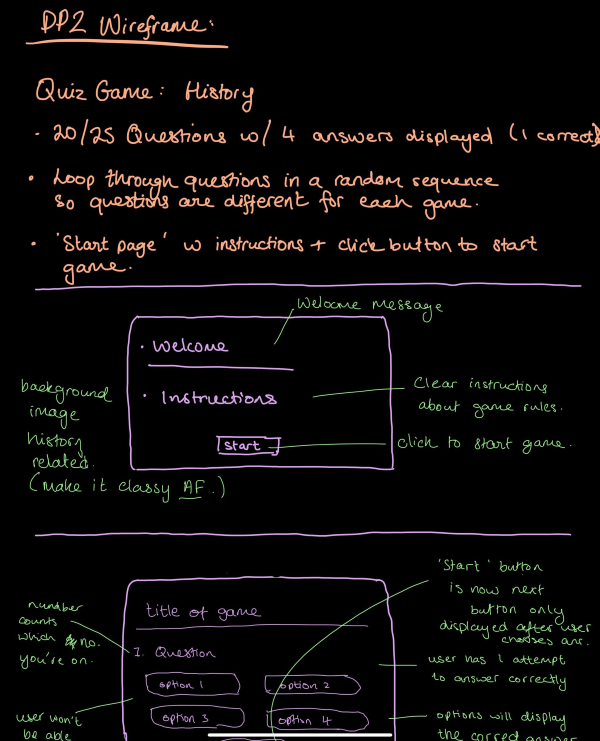 DP2 Wireframe:
Quiz Game: History
• 20/25 Questions w/ 4 answers displayed (1 correct)
• Loop through questions in a random sequence
so questions are different for each game.
• 'Start page' w instructions + click button to start
game.
Welcome message
• Welcome
• Instructions
start
background
image
history
related.
(make it classy AF.)
Clear instructions
about game rules.
click to start game.
'Start' button
is now next
button only
displayed after user
chooses ans.
number
counts
which no.
you're on.
title of game
1. Question
option 1
option 2
option 3
option 4
user has 1 attempt
to answer correctly
user won't
be able
options will display
the correct answer